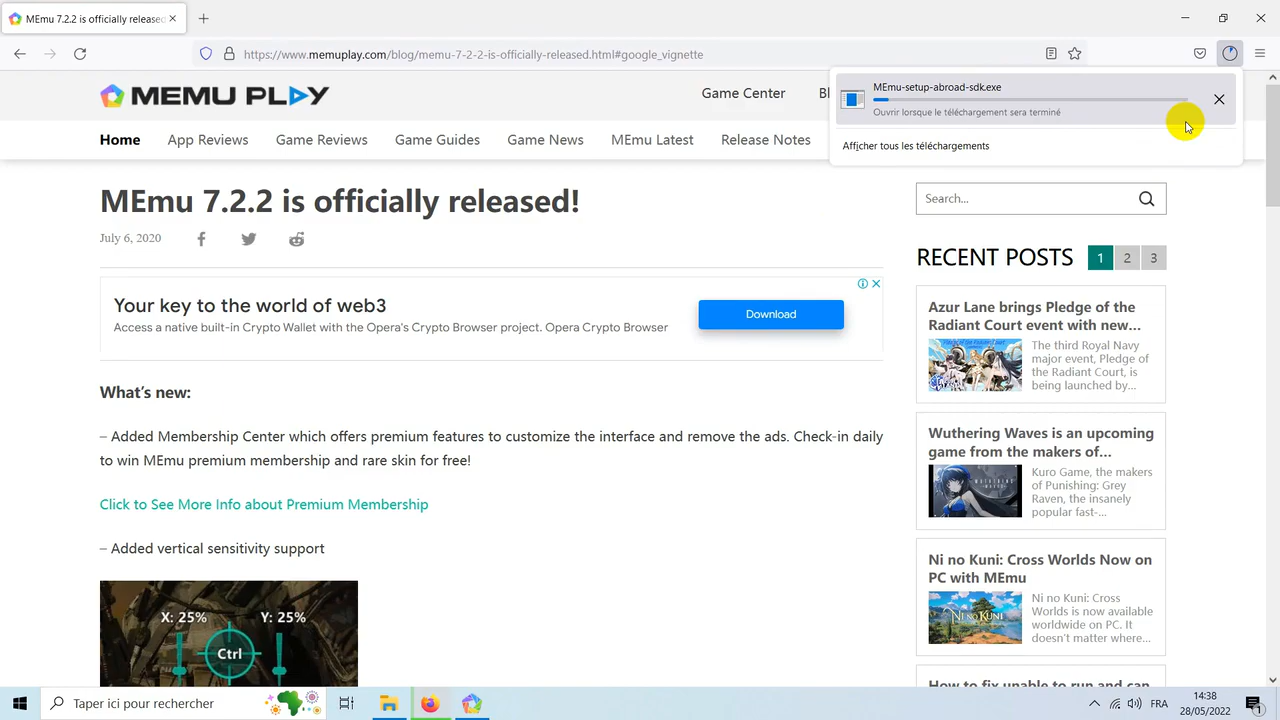 MEmu 7.2.2 is officially released
https://www.memuplay.com/blog/memu-7-2-2-is-officially-released.html#google_vignette
MEMU PLAY
Game Center
MEmu-setup-abroad-sdk.exe
Ouvrir lorsque le téléchargement sera terminé
Afficher tous les téléchargements
Home
App Reviews
Game Reviews
Game Guides
Game News
MEmu Latest
Release Notes
MEmu 7.2.2 is officially released!
July 6, 2020
Your key to the world of web3
Access a native built-in Crypto Wallet with the Opera's Crypto Browser project. Opera Crypto Browser
Download
What's new:
– Added Membership Center which offers premium features to customize the interface and remove the ads. Check-in daily
to win MEmu premium membership and rare skin for free!
Click to See More Info about Premium Membership
– Added vertical sensitivity support
X: 25%
Y: 25%
Ctrl
Search...
RECENT POSTS
1
2
3
Azur Lane brings Pledge of the
Radiant Court event with new...
The third Royal Navy
major event, Pledge of
the Radiant Court, is
being launched by...
Wuthering Waves is an upcoming
game from the makers of...
Kuro Game, the makers
of Punishing: Grey
Raven, the insanely
popular fast-...
Ni no Kuni: Cross Worlds Now on
PC with MEmu
Ni no Kuni: Cross
Worlds is now available
worldwide on PC. It
doesn't matter where...
How to fix unable to run and can
Taper ici pour rechercher
FRA
14:38
28/05/2022
1